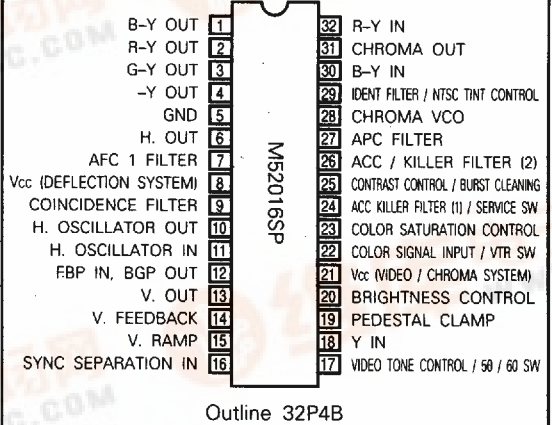 B-Y OUT 1
R-Y OUT 2
G-Y OUT 3
-Y OUT 4
GND 5
H. OUT 6
AFC 1 FILTER 7
Vcc (DEFLECTION SYSTEM) 8
COINCIDENCE FILTER 9
H. OSCILLATOR OUT 10
H. OSCILLATOR IN 11
FBP IN, BGP OUT 12
V. OUT 13
V. FEEDBACK 14
V. RAMP 15
SYNC SEPARATION IN 16
M52016SP
32 R-Y IN
31 CHROMA OUT
30 B-Y IN
29 IDENT FILTER / NTSC TINT CONTROL
28 CHROMA VCO
27 APC FILTER
26 ACC / KILLER FILTER (2)
25 CONTRAST CONTROL / BURST CLEANING
24 ACC KILLER FILTER (1) / SERVICE SW
23 COLOR SATURATION CONTROL
22 COLOR SIGNAL INPUT / VTR SW
21 Vcc (VIDEO / CHROMA SYSTEM)
20 BRIGHTNESS CONTROL
19 PEDESTAL CLAMP
18 Y IN
17 VIDEO TONE CONTROL / 50 / 60 SW
Outline 32P4B